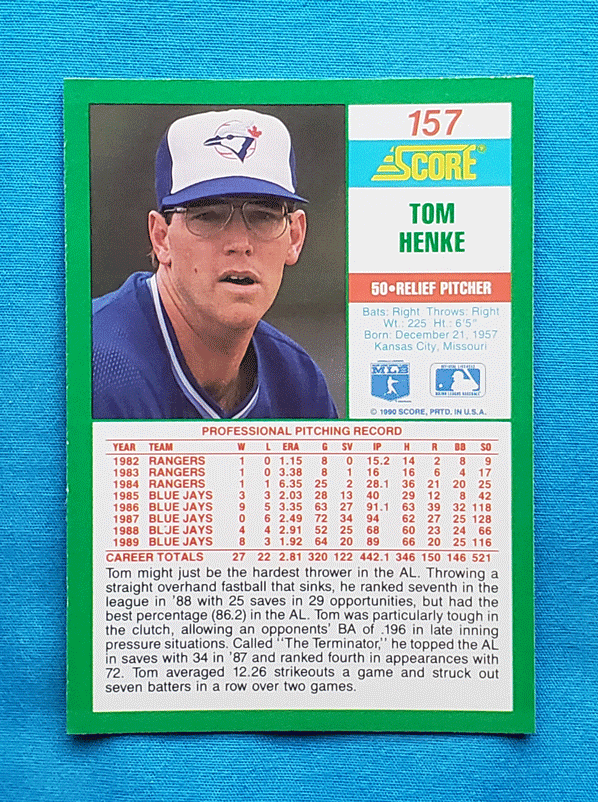 157
SCORE
TOM
HENKE
50•RELIEF PITCHER
Bats: Right Throws: Right
Wt.: 225 Ht.: 6'5"
Born: December 21, 1957
Kansas City, Missouri
MLB
© 1990 SCORE, PRTD. IN U.S.A.
PROFESSIONAL PITCHING RECORD
YEAR TEAM W L ERA G SV IP H R BB SO
1982 RANGERS 1 0 1.15 8 0 15.2 14 2 8 9
1983 RANGERS 1 0 3.38 8 1 16 16 6 4 17
1984 RANGERS 1 1 6.35 25 2 28.1 36 21 20 25
1985 BLUE JAYS 3 3 2.03 28 13 40 29 12 8 42
1986 BLUE JAYS 9 5 3.35 63 27 91.1 63 39 32 118
1987 BLUE JAYS 0 6 2.49 72 34 94 62 27 25 128
1988 BLUE JAYS 4 4 2.91 52 25 68 60 23 24 66
1989 BLUE JAYS 8 3 1.92 64 20 89 66 20 25 116
CAREER TOTALS 27 22 2.81 320 122 442.1 346 150 146 521
Tom might just be the hardest thrower in the AL. Throwing a
straight overhand fastball that sinks, he ranked seventh in the
league in '88 with 25 saves in 29 opportunities, but had the
best percentage (86.2) in the AL. Tom was particularly tough in
the clutch, allowing an opponents' BA of .196 in late inning
pressure situations. Called "The Terminator," he topped the AL
in saves with 34 in '87 and ranked fourth in appearances with
72. Tom averaged 12.26 strikeouts a game and struck out
seven batters in a row over two games.